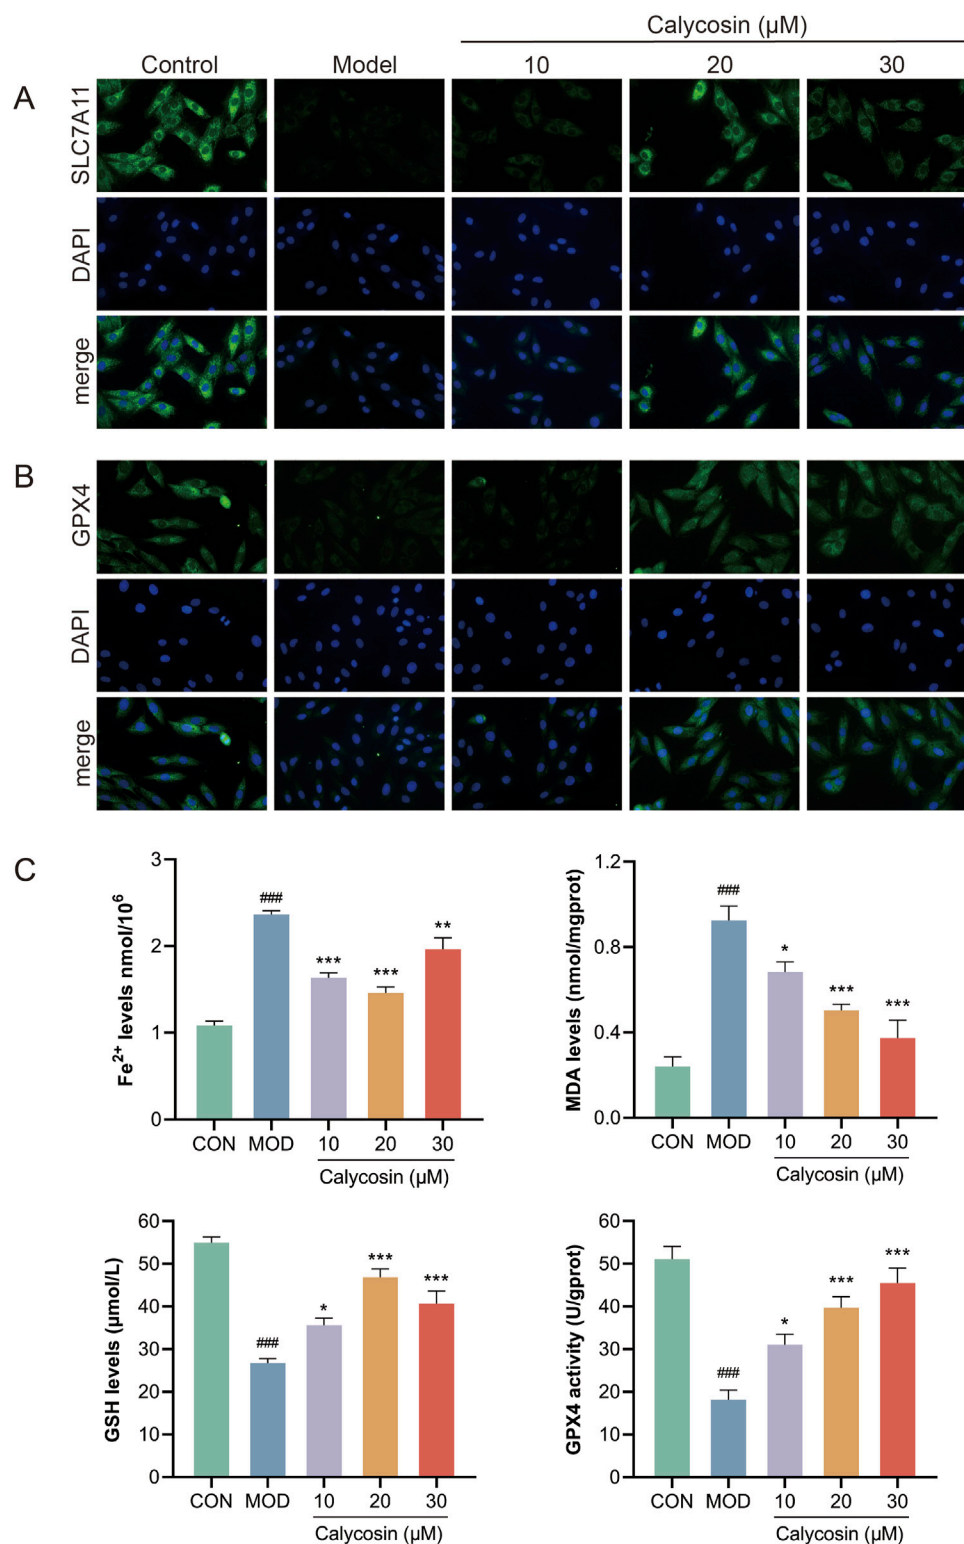 Calycosin (µM)
Control Model 10 20 30
A
SLC7A11
DAPI
merge
B
GPX4
DAPI
merge
C
Fe²⁺ levels nmol/10⁶
3
2
1
0
###
***
***
**
CON MOD 10 20 30
Calycosin (µM)
MDA levels (nmol/mgprot)
1.2
0.8
0.4
0.0
###
*
***
***
CON MOD 10 20 30
Calycosin (µM)
GSH levels (µmol/L)
60
50
40
30
20
10
0
###
*
***
***
CON MOD 10 20 30
Calycosin (µM)
GPX4 activity (U/gprot)
60
50
40
30
20
10
0
###
*
***
***
CON MOD 10 20 30
Calycosin (µM)